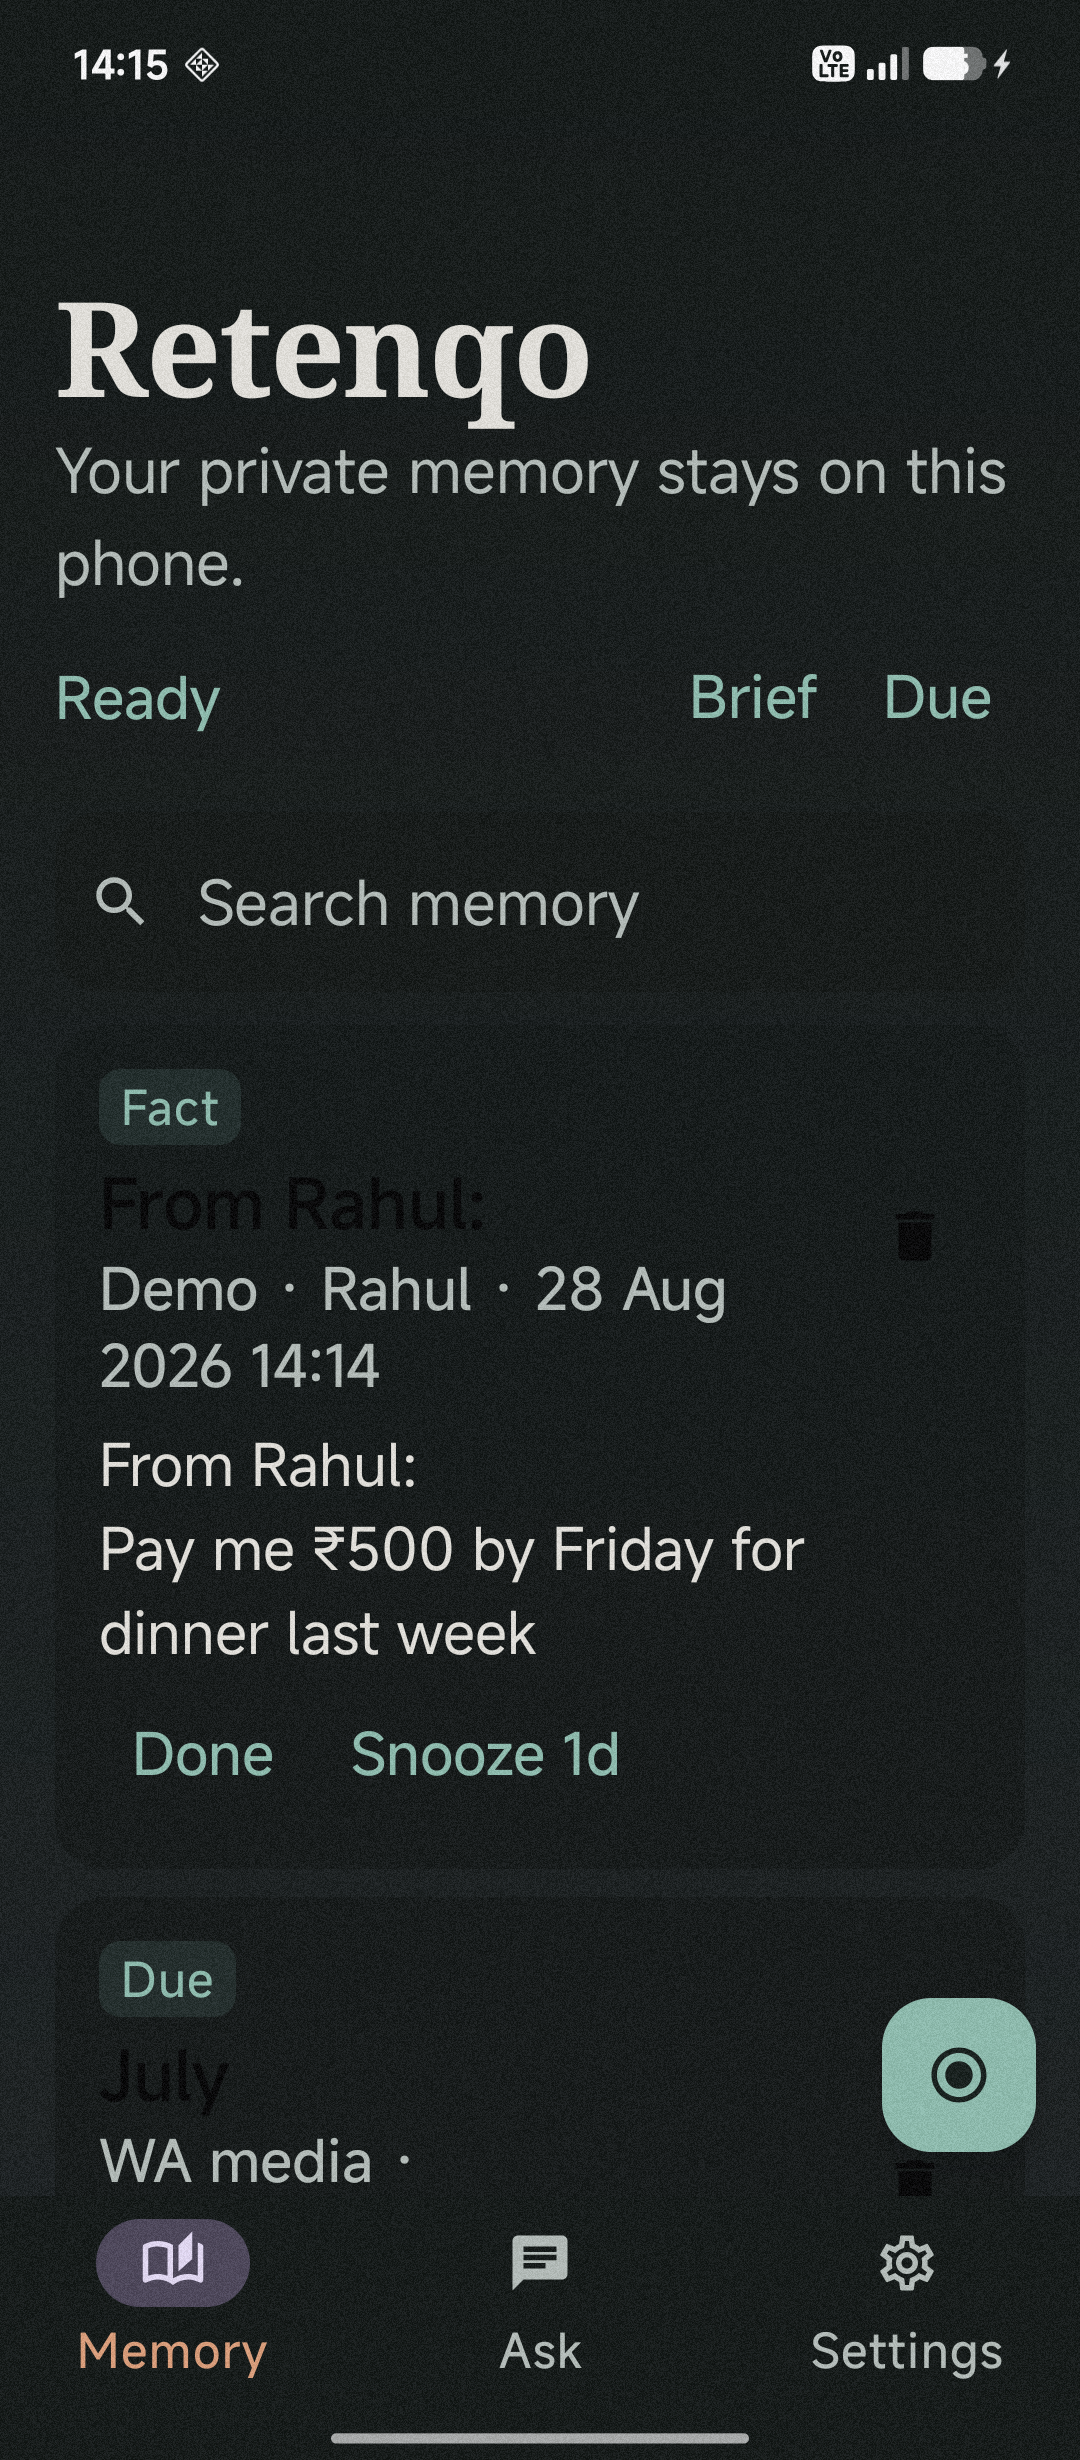 14:15
Vo
LTE
Retenqo
Your private memory stays on this
phone.
Ready
Brief
Due
Search memory
Fact
From Rahul:
Demo · Rahul · 28 Aug
2026 14:14
From Rahul:
Pay me ₹500 by Friday for
dinner last week
Done
Snooze 1d
Due
July
WA media ·
Memory
Ask
Settings